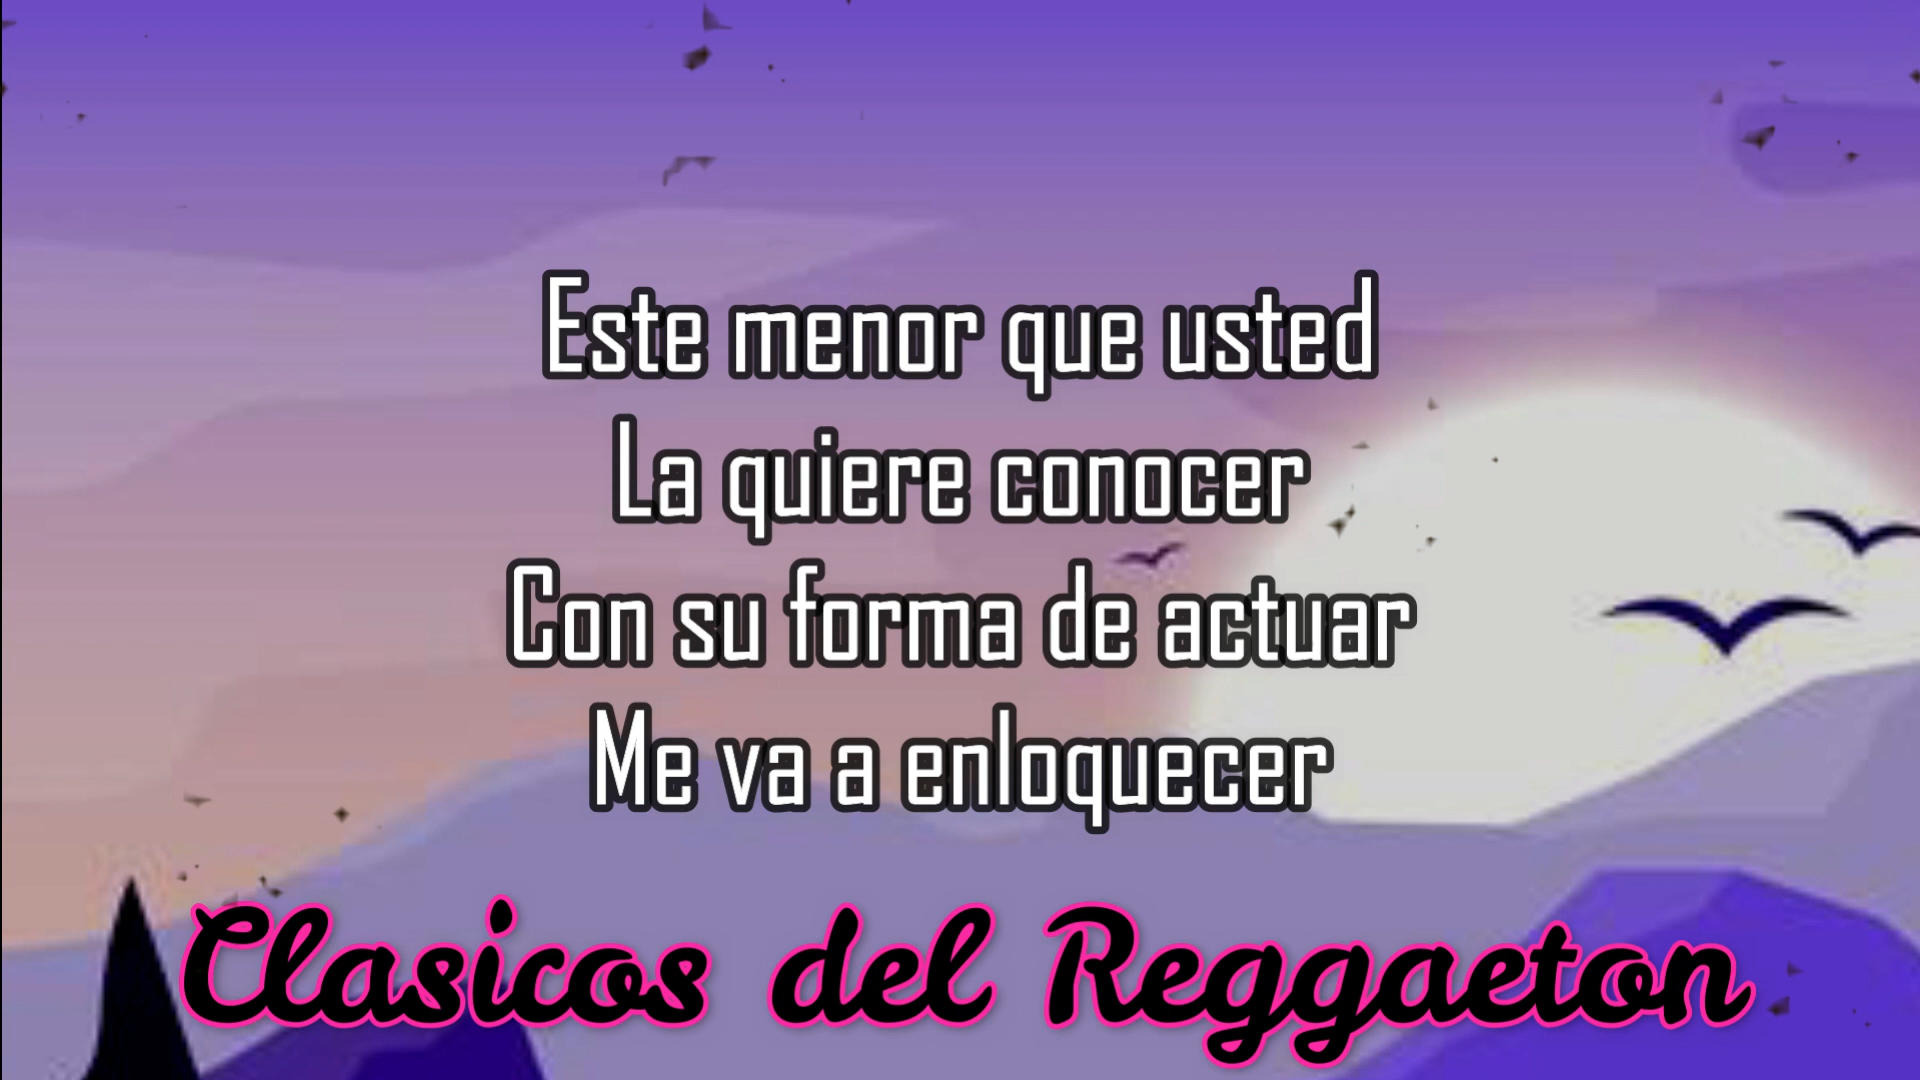 Este menor que usted
La quiere conocer
Con su forma de actuar
Me va a enloquecer
Clasicos del Reggaeton